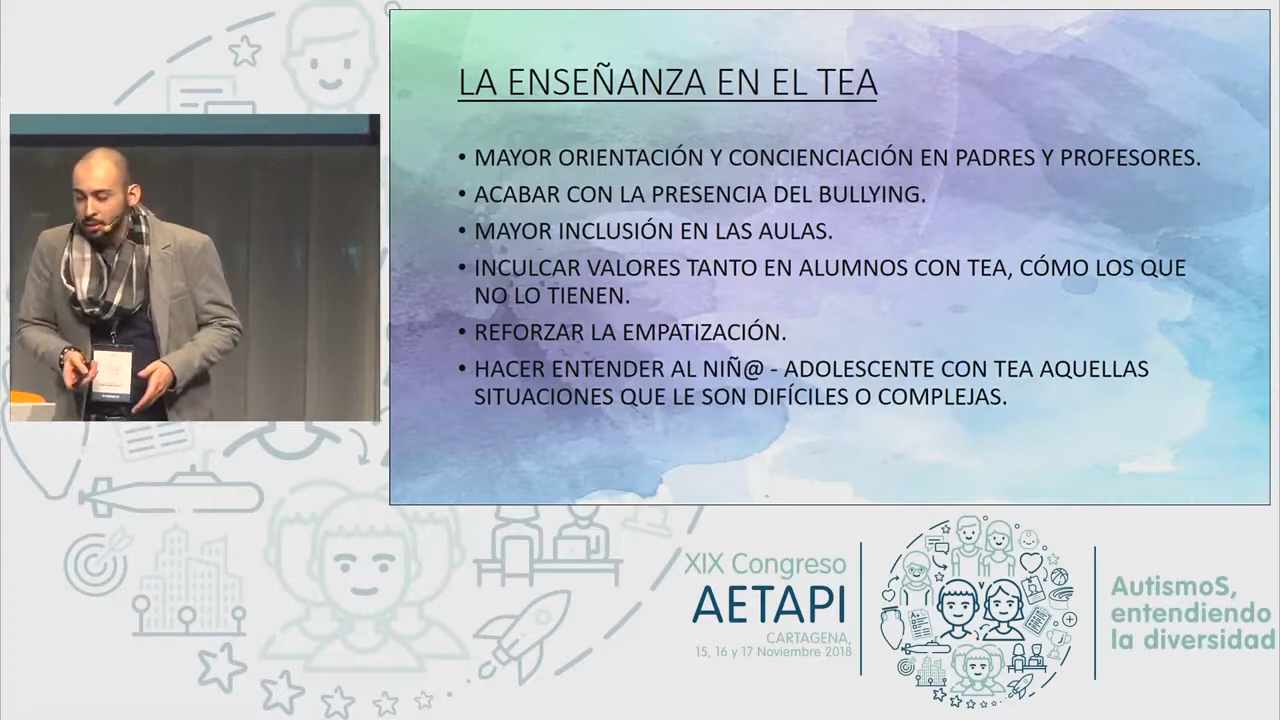 LA ENSEÑANZA EN EL TEA
• MAYOR ORIENTACIÓN Y CONCIENCIACIÓN EN PADRES Y PROFESORES.
• ACABAR CON LA PRESENCIA DEL BULLYING.
• MAYOR INCLUSIÓN EN LAS AULAS.
• INCULCAR VALORES TANTO EN ALUMNOS CON TEA, CÓMO LOS QUE
NO LO TIENEN.
• REFORZAR LA EMPATIZACIÓN.
• HACER ENTENDER AL NIÑ@ - ADOLESCENTE CON TEA AQUELLAS
SITUACIONES QUE LE SON DIFÍCILES O COMPLEJAS.
XIX Congreso
AETAPI
CARTAGENA,
15, 16 y 17 Noviembre 2018
AutismoS,
entendiendo
la diversidad